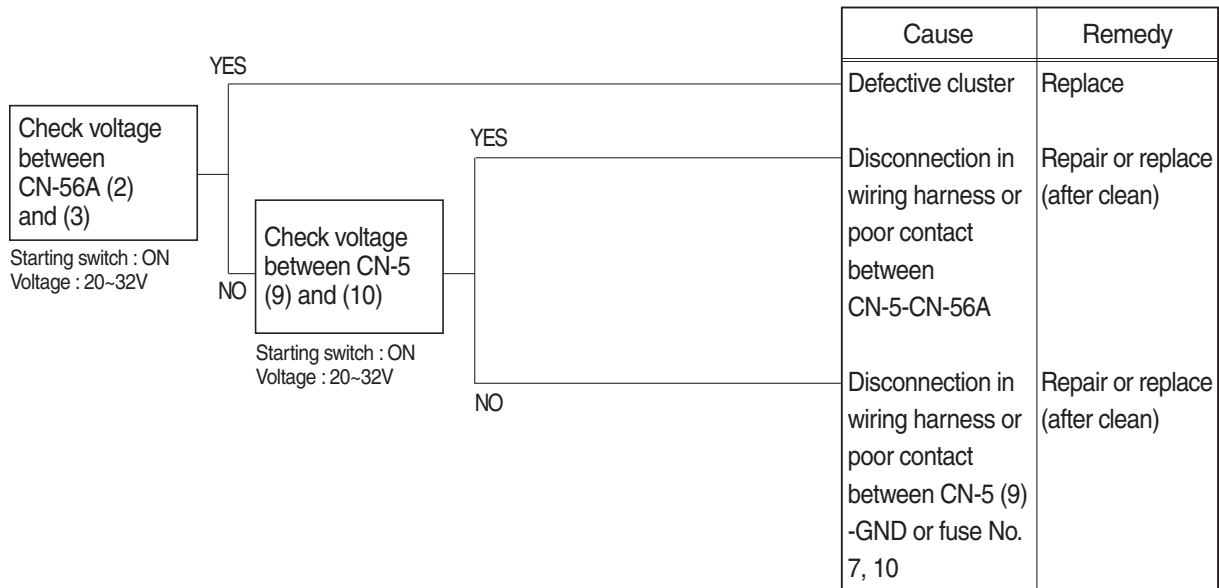 Cause
Remedy
YES
Defective cluster
Replace
Check voltage
between
CN-56A (2)
and (3)
Starting switch : ON
Voltage : 20~32V
YES
Disconnection in
wiring harness or
poor contact
between
CN-5-CN-56A
Repair or replace
(after clean)
NO
Check voltage
between CN-5
(9) and (10)
Starting switch : ON
Voltage : 20~32V
NO
Disconnection in
wiring harness or
poor contact
between CN-5 (9)
-GND or fuse No.
7, 10
Repair or replace
(after clean)